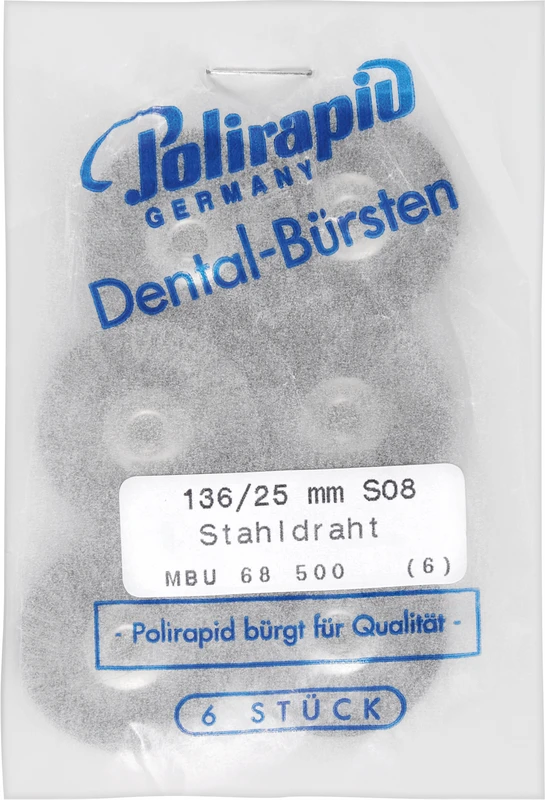 Polirapid
GERMANY
Dental-Bürsten
136/25 mm S08
Stahldraht
MBU 68 500 (6)
- Polirapid bürgt für Qualität -
6 STÜCK